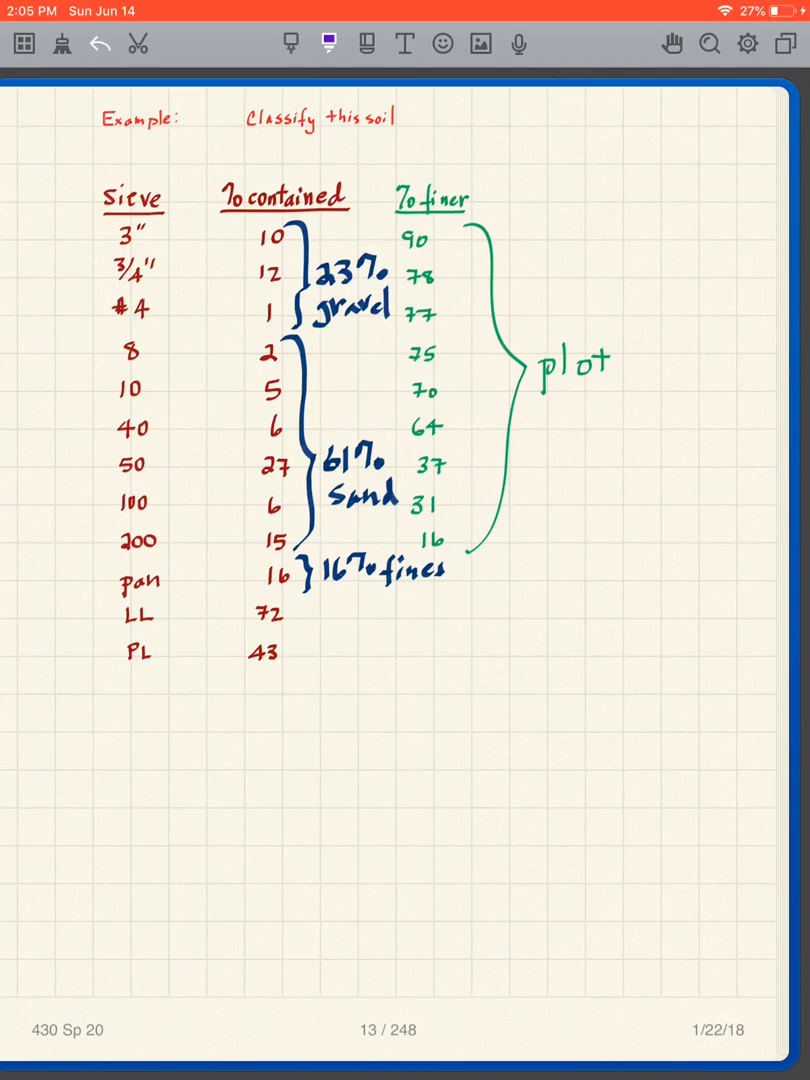 2:05 PM Sun Jun 14 27%
Example: Classify this soil
Sieve % contained % finer
3" 10 90
3/4" 12 23% 78
#4 1 gravel 77
8 2 75
plot
10 5 70
40 6 64
50 27 61% 37
100 6 sand 31
200 15 16
pan 16 16% fines
LL 72
PL 43
430 Sp 20 13 / 248 1/22/18